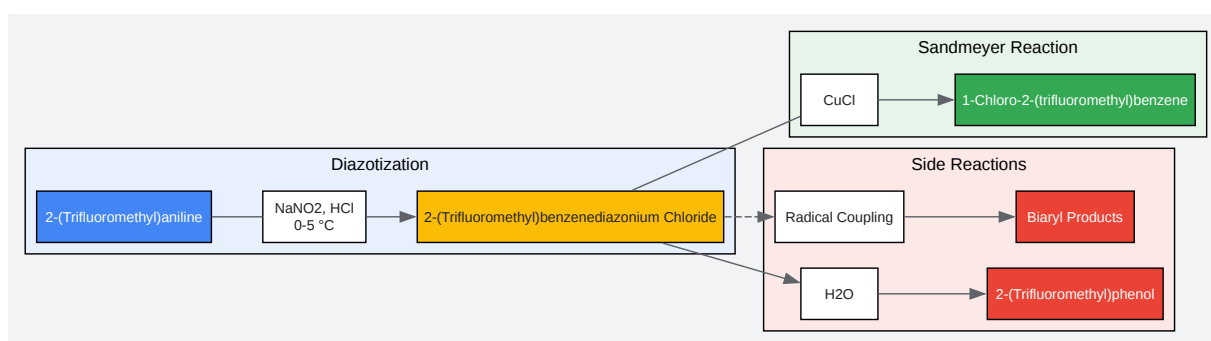 Sandmeyer Reaction
CuCl
1-Chloro-2-(trifluoromethyl)benzene
Diazotization
2-(Trifluoromethyl)aniline
NaNO2, HCl
0-5 °C
2-(Trifluoromethyl)benzenediazonium Chloride
Side Reactions
Radical Coupling
Biaryl Products
H2O
2-(Trifluoromethyl)phenol